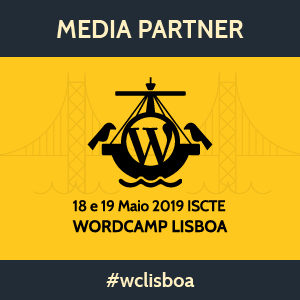 MEDIA PARTNER
W
18 e 19 Maio 2019 ISCTE
WORDCAMP LISBOA
#wclisboa